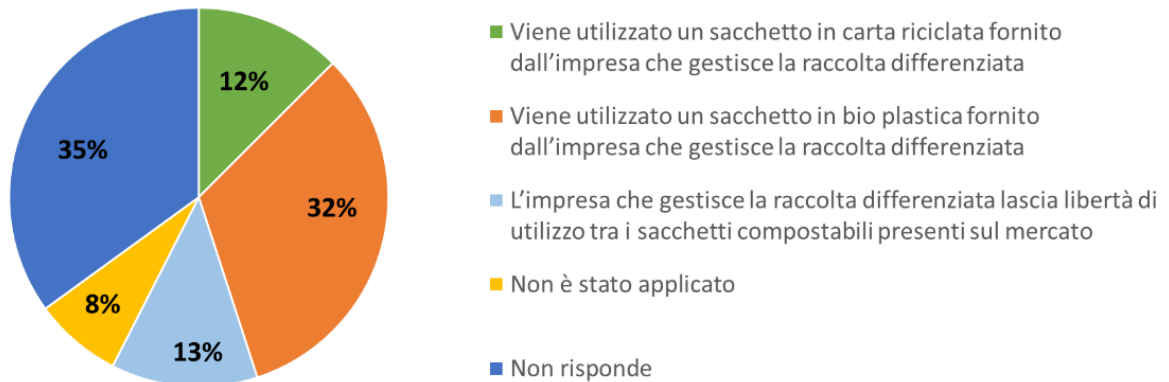 12%
32%
13%
8%
35%
Viene utilizzato un sacchetto in carta riciclata fornito
dall'impresa che gestisce la raccolta differenziata
Viene utilizzato un sacchetto in bio plastica fornito
dall'impresa che gestisce la raccolta differenziata
L'impresa che gestisce la raccolta differenziata lascia libertà di
utilizzo tra i sacchetti compostabili presenti sul mercato
Non è stato applicato
Non risponde